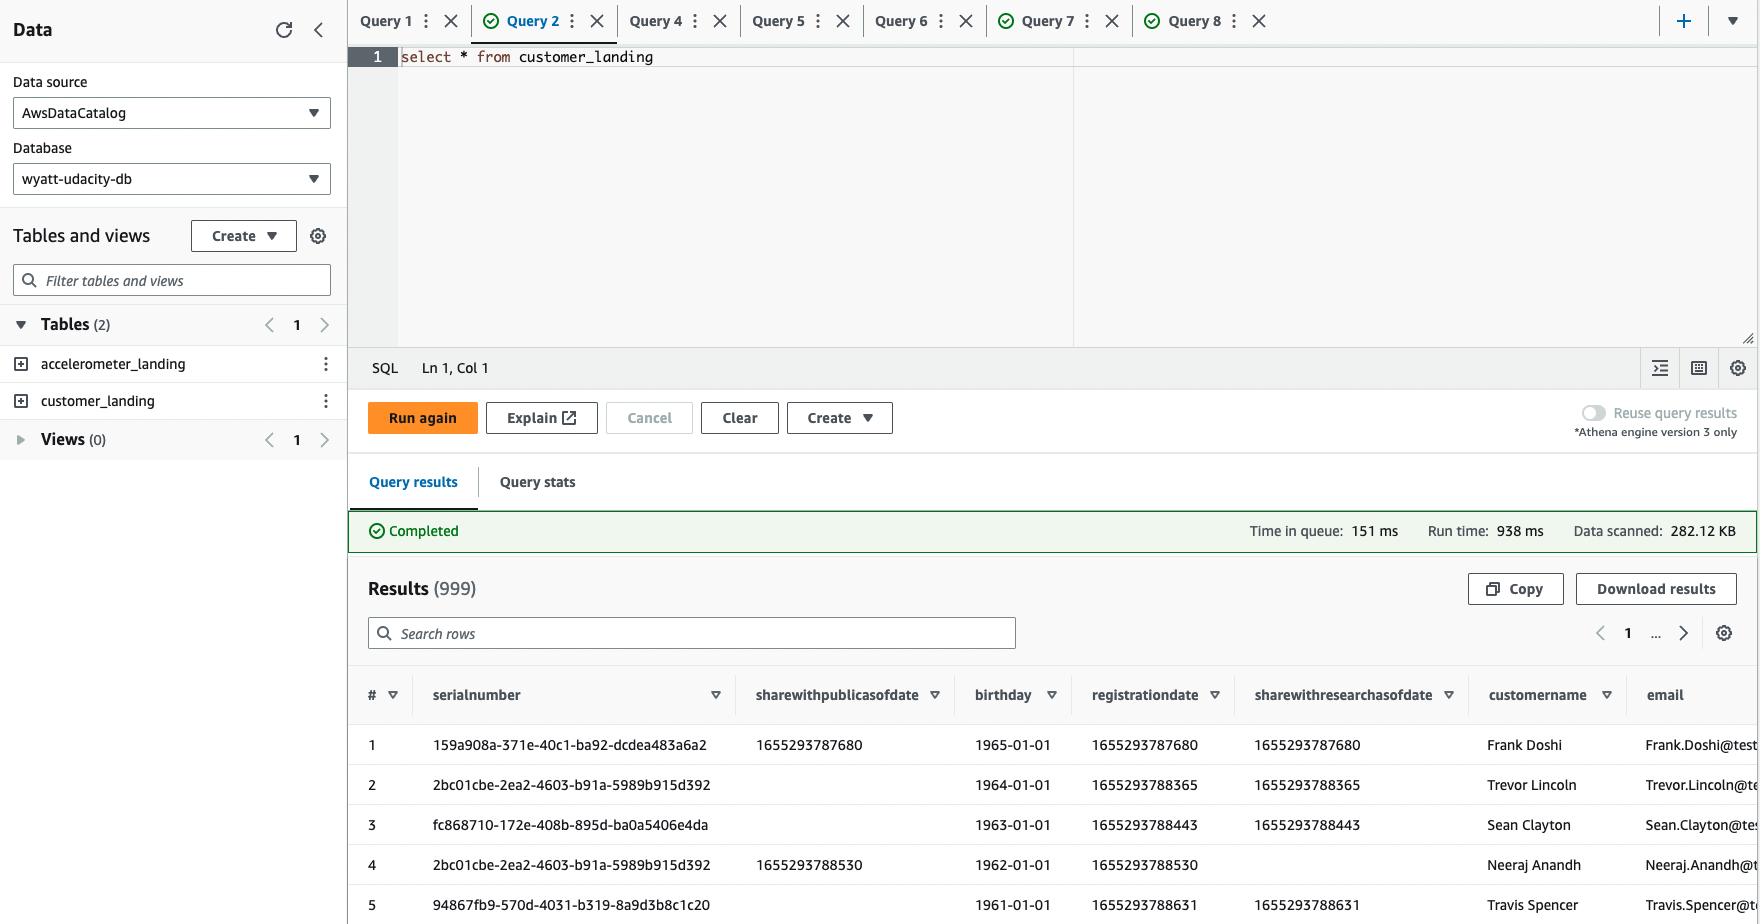 Data
Data source
AwsDataCatalog
Database
wyatt-udacity-db
Tables and views
Create
Filter tables and views
Tables (2)
1
accelerometer_landing
customer_landing
Views (0)
1
Query 1 Query 2 Query 4 Query 5 Query 6 Query 7 Query 8
1 select * from customer_landing
SQL Ln 1, Col 1
Run again Explain Cancel Clear Create
Reuse query results
*Athena engine version 3 only
Query results Query stats
Completed Time in queue: 151 ms Run time: 938 ms Data scanned: 282.12 KB
Results (999) Copy Download results
Search rows 1 ...
# serialnumber sharewithpublicasofdate birthday registrationdate sharewithresearchasofdate customername email
1 159a908a-371e-40c1-ba92-dcdea483a6a2 1655293787680 1965-01-01 1655293787680 1655293787680 Frank Doshi Frank.Doshi@test
2 2bc01cbe-2ea2-4603-b91a-5989b915d392 1964-01-01 1655293788365 1655293788365 Trevor Lincoln Trevor.Lincoln@te
3 fc868710-172e-408b-895d-ba0a5406e4da 1963-01-01 1655293788443 1655293788443 Sean Clayton Sean.Clayton@tes
4 2bc01cbe-2ea2-4603-b91a-5989b915d392 1655293788530 1962-01-01 1655293788530 Neeraj Anandh Neeraj.Anandh@t
5 94867fb9-570d-4031-b319-8a9d3b8c1c20 1961-01-01 1655293788631 1655293788631 Travis Spencer Travis.Spencer@t